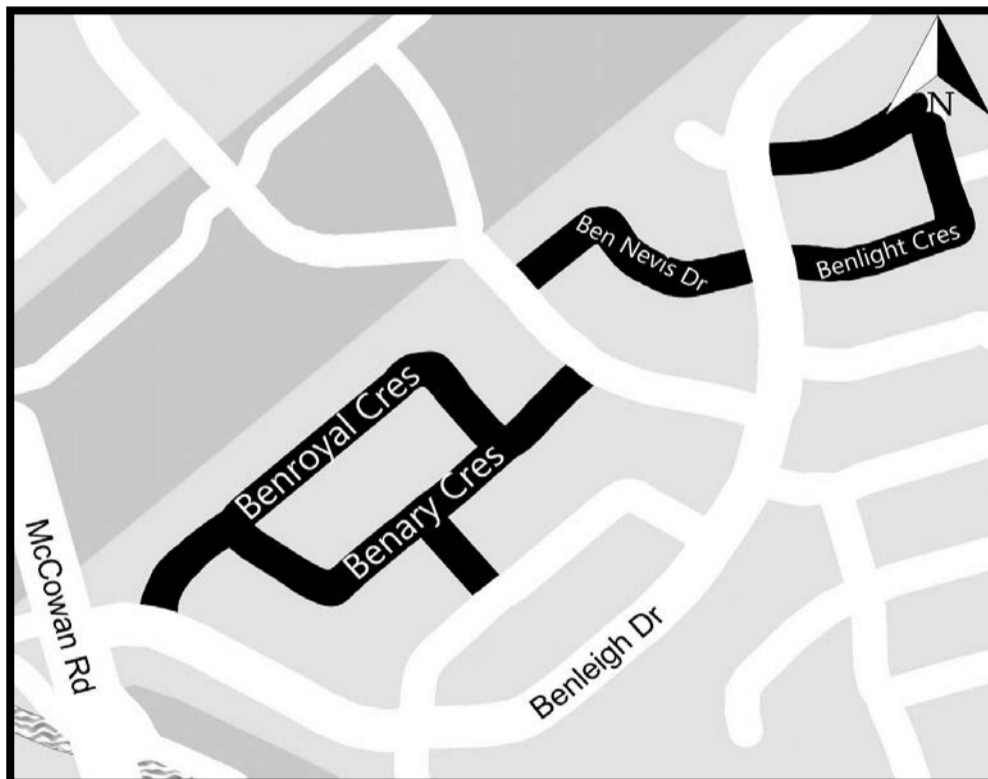 N
Ben Nevis Dr
Benlight Cres
Benroyal Cres
Benary Cres
McCowan Rd
Benleigh Dr